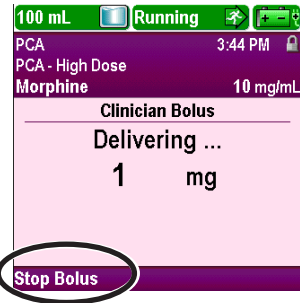 100 mL Running
PCA 3:44 PM
PCA - High Dose
Morphine 10 mg/mL
Clinician Bolus
Delivering ...
1 mg
Stop Bolus